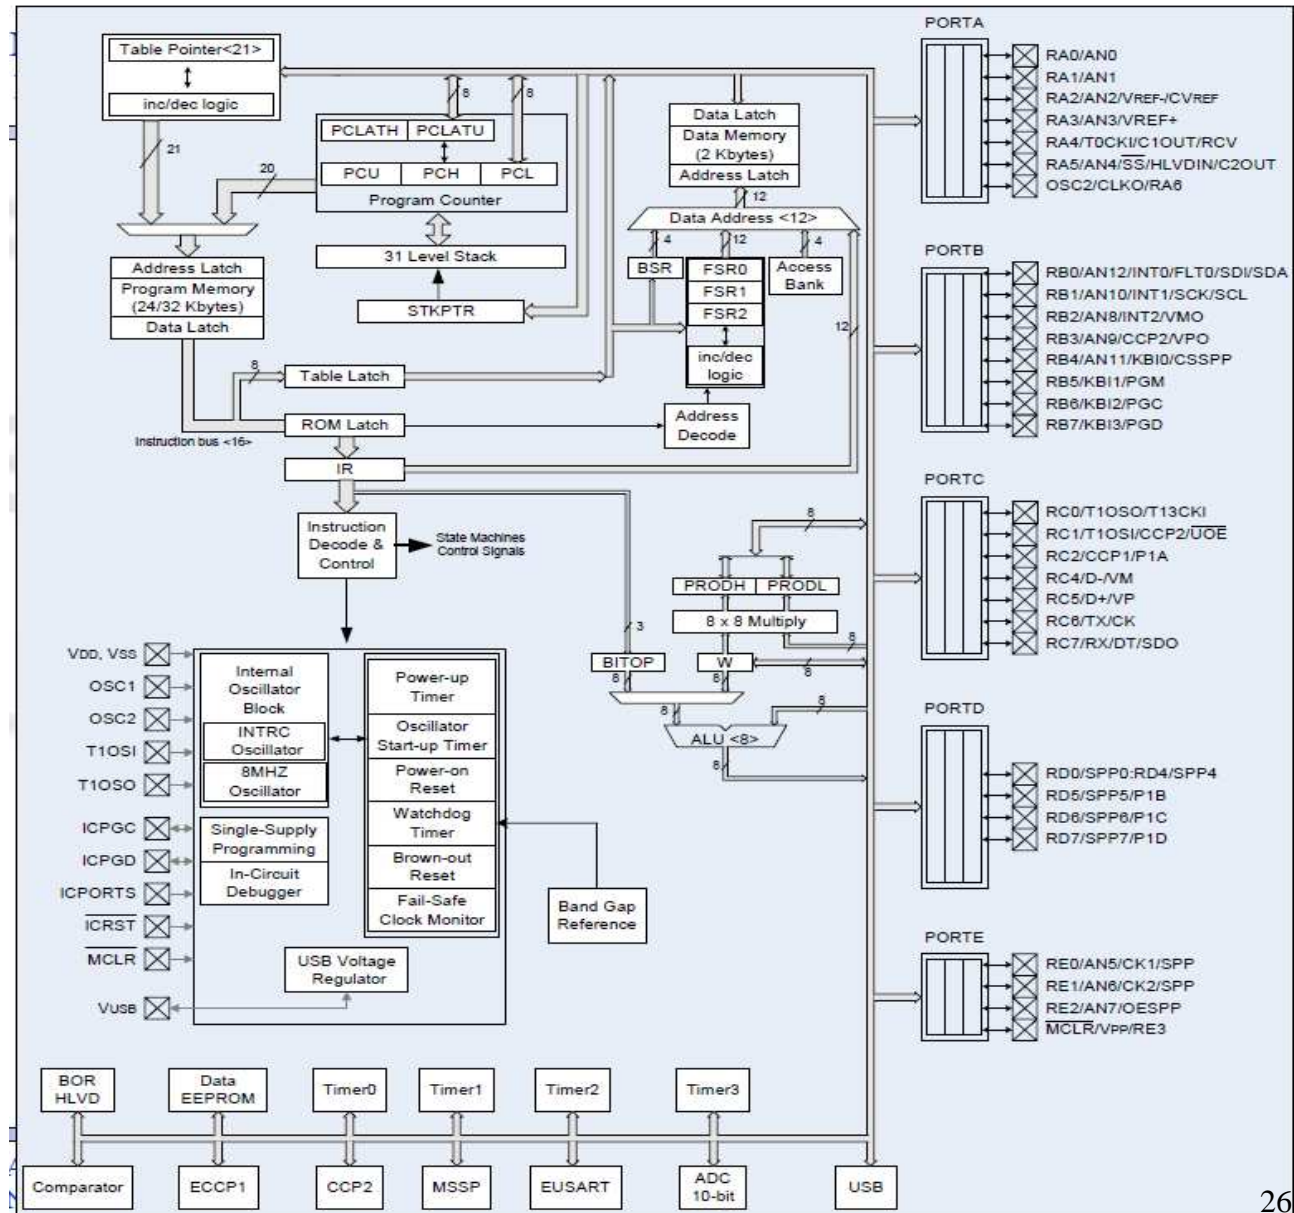 PORTA
Table Pointer<21>
inc/dec logic
21
20
8
8
PCLATH
PCLATU
PCU
PCH
PCL
Program Counter
31 Level Stack
STKPTR
Address Latch
Program Memory
(24/32 Kbytes)
Data Latch
Data Latch
Data Memory
(2 Kbytes)
Address Latch
12
Data Address <12>
4
12
4
BSR
FSR0
FSR1
FSR2
inc/dec
logic
Access
Bank
12
8
Table Latch
ROM Latch
Address
Decode
Instruction bus <16>
IR
Instruction
Decode &
Control
State Machines
Control Signals
8
PRODH
PRODL
8 x 8 Multiply
3
8
BITOP
W
8
8
8
8
8
ALU <8>
8
RA0/AN0
RA1/AN1
RA2/AN2/VREF-/CVREF
RA3/AN3/VREF+
RA4/T0CKI/C1OUT/RCV
RA5/AN4/SS/HLVDIN/C2OUT
OSC2/CLKO/RA6
PORTB
RB0/AN12/INT0/FLT0/SDI/SDA
RB1/AN10/INT1/SCK/SCL
RB2/AN8/INT2/VMO
RB3/AN9/CCP2/VPO
RB4/AN11/KBI0/CSSPP
RB5/KBI1/PGM
RB6/KBI2/PGC
RB7/KBI3/PGD
PORTC
RC0/T1OSO/T13CKI
RC1/T1OSI/CCP2/UOE
RC2/CCP1/P1A
RC4/D-/VM
RC5/D+/VP
RC6/TX/CK
RC7/RX/DT/SDO
PORTD
RD0/SPP0:RD4/SPP4
RD5/SPP5/P1B
RD6/SPP6/P1C
RD7/SPP7/P1D
PORTE
RE0/AN5/CK1/SPP
RE1/AN6/CK2/SPP
RE2/AN7/OESPP
MCLR/VPP/RE3
VDD, VSS
OSC1
OSC2
T1OSI
T1OSO
ICPGC
ICPGD
ICPORTS
ICRST
MCLR
VUSB
Internal
Oscillator
Block
INTRC
Oscillator
8MHZ
Oscillator
Single-Supply
Programming
In-Circuit
Debugger
Power-up
Timer
Oscillator
Start-up Timer
Power-on
Reset
Watchdog
Timer
Brown-out
Reset
Fail-Safe
Clock Monitor
USB Voltage
Regulator
Band Gap
Reference
BOR
HLVD
Data
EEPROM
Timer0
Timer1
Timer2
Timer3
Comparator
ECCP1
CCP2
MSSP
EUSART
ADC
10-bit
USB
26